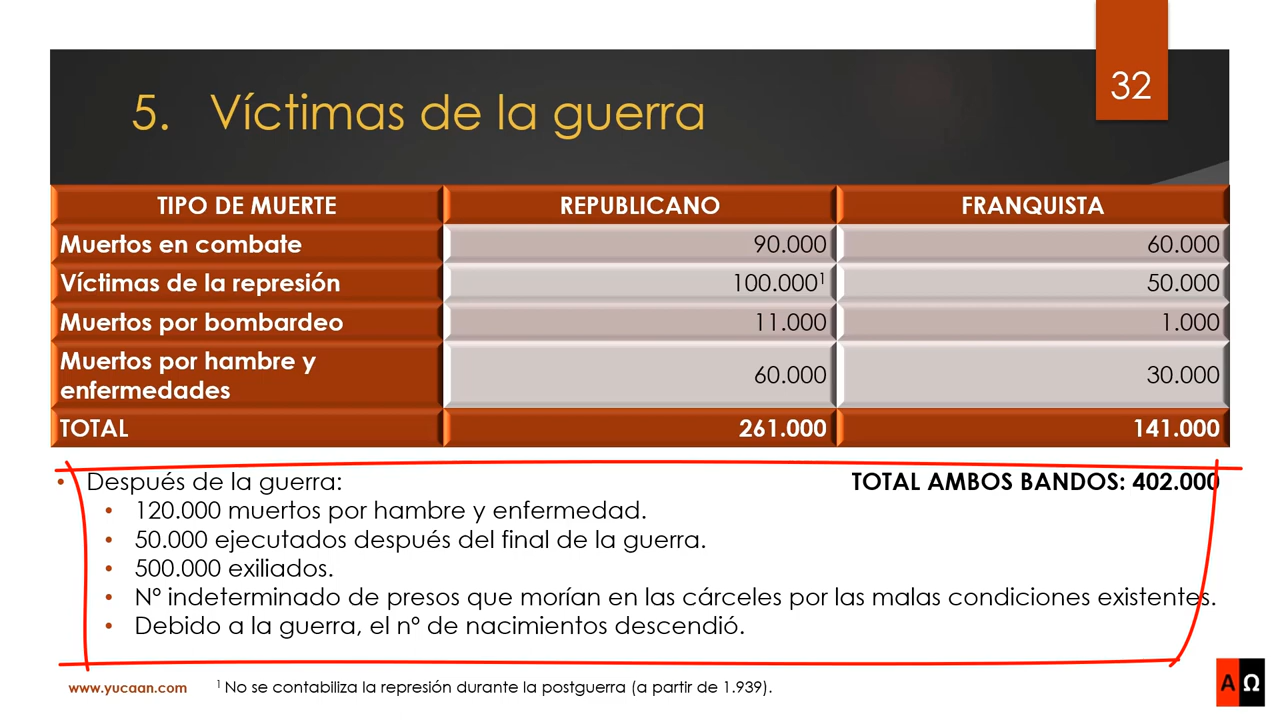 32
5. Víctimas de la guerra
TIPO DE MUERTE REPUBLICANO FRANQUISTA
Muertos en combate 90.000 60.000
Víctimas de la represión 100.000¹ 50.000
Muertos por bombardeo 11.000 1.000
Muertos por hambre y
enfermedades 60.000 30.000
TOTAL 261.000 141.000
• Después de la guerra: TOTAL AMBOS BANDOS: 402.000
• 120.000 muertos por hambre y enfermedad.
• 50.000 ejecutados después del final de la guerra.
• 500.000 exiliados.
• Nº indeterminado de presos que morían en las cárceles por las malas condiciones existentes.
• Debido a la guerra, el nº de nacimientos descendió.
www.yucaan.com ¹ No se contabiliza la represión durante la postguerra (a partir de 1.939).
AΩ